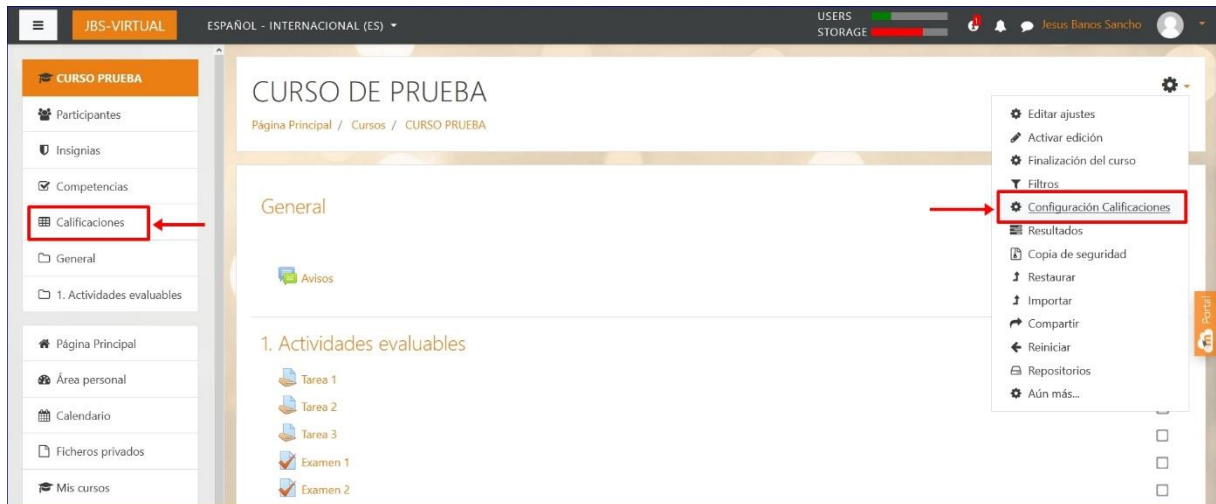 JBS-VIRTUAL
ESPAÑOL - INTERNACIONAL (ES)
USERS
STORAGE
1
Jesus Banos Sancho
CURSO PRUEBA
Participantes
Insignias
Competencias
Calificaciones
General
1. Actividades evaluables
Página Principal
Área personal
Calendario
Ficheros privados
Mis cursos
CURSO DE PRUEBA
Página Principal / Cursos / CURSO PRUEBA
General
Avisos
1. Actividades evaluables
Tarea 1
Tarea 2
Tarea 3
Examen 1
Examen 2
Editar ajustes
Activar edición
Finalización del curso
Filtros
Configuración Calificaciones
Resultados
Copia de seguridad
Restaurar
Importar
Compartir
Reiniciar
Repositorios
Aún más...
m Portal